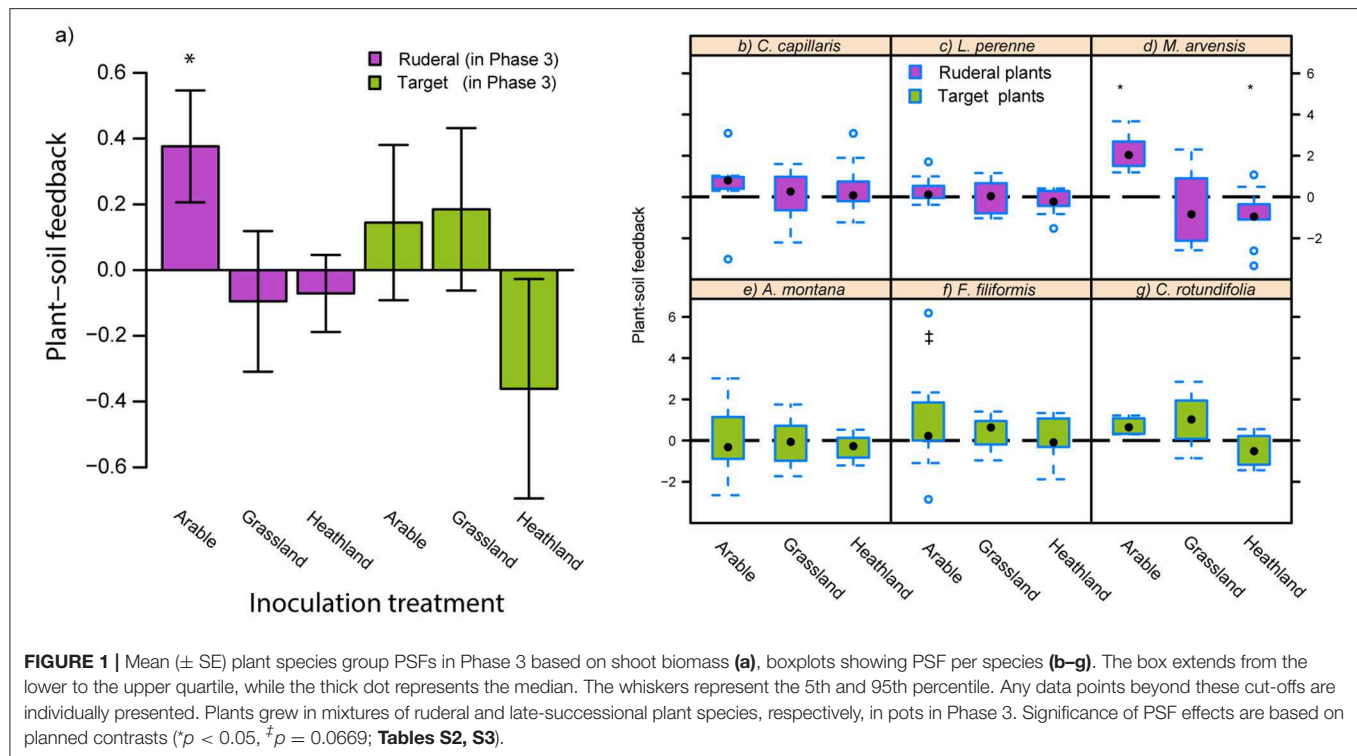 a)
Ruderal (in Phase 3)
Target (in Phase 3)
*
0.6
0.4
0.2
0.0
−0.2
−0.4
−0.6
Plant−soil feedback
Arable
Grassland
Heathland
Arable
Grassland
Heathland
Inoculation treatment
b) C. capillaris
c) L. perenne
d) M. arvensis
Ruderal plants
Target plants
*
*
6
4
2
0
−2
Plant-soil feedback
e) A. montana
f) F. filiformis
g) C. rotundifolia
‡
6
4
2
0
−2
Arable
Grassland
Heathland
Arable
Grassland
Heathland
Arable
Grassland
Heathland
FIGURE 1 | Mean (± SE) plant species group PSFs in Phase 3 based on shoot biomass (a), boxplots showing PSF per species (b–g). The box extends from the
lower to the upper quartile, while the thick dot represents the median. The whiskers represent the 5th and 95th percentile. Any data points beyond these cut-offs are
individually presented. Plants grew in mixtures of ruderal and late-successional plant species, respectively, in pots in Phase 3. Significance of PSF effects are based on
planned contrasts (*p < 0.05, ‡p = 0.0669; Tables S2, S3).